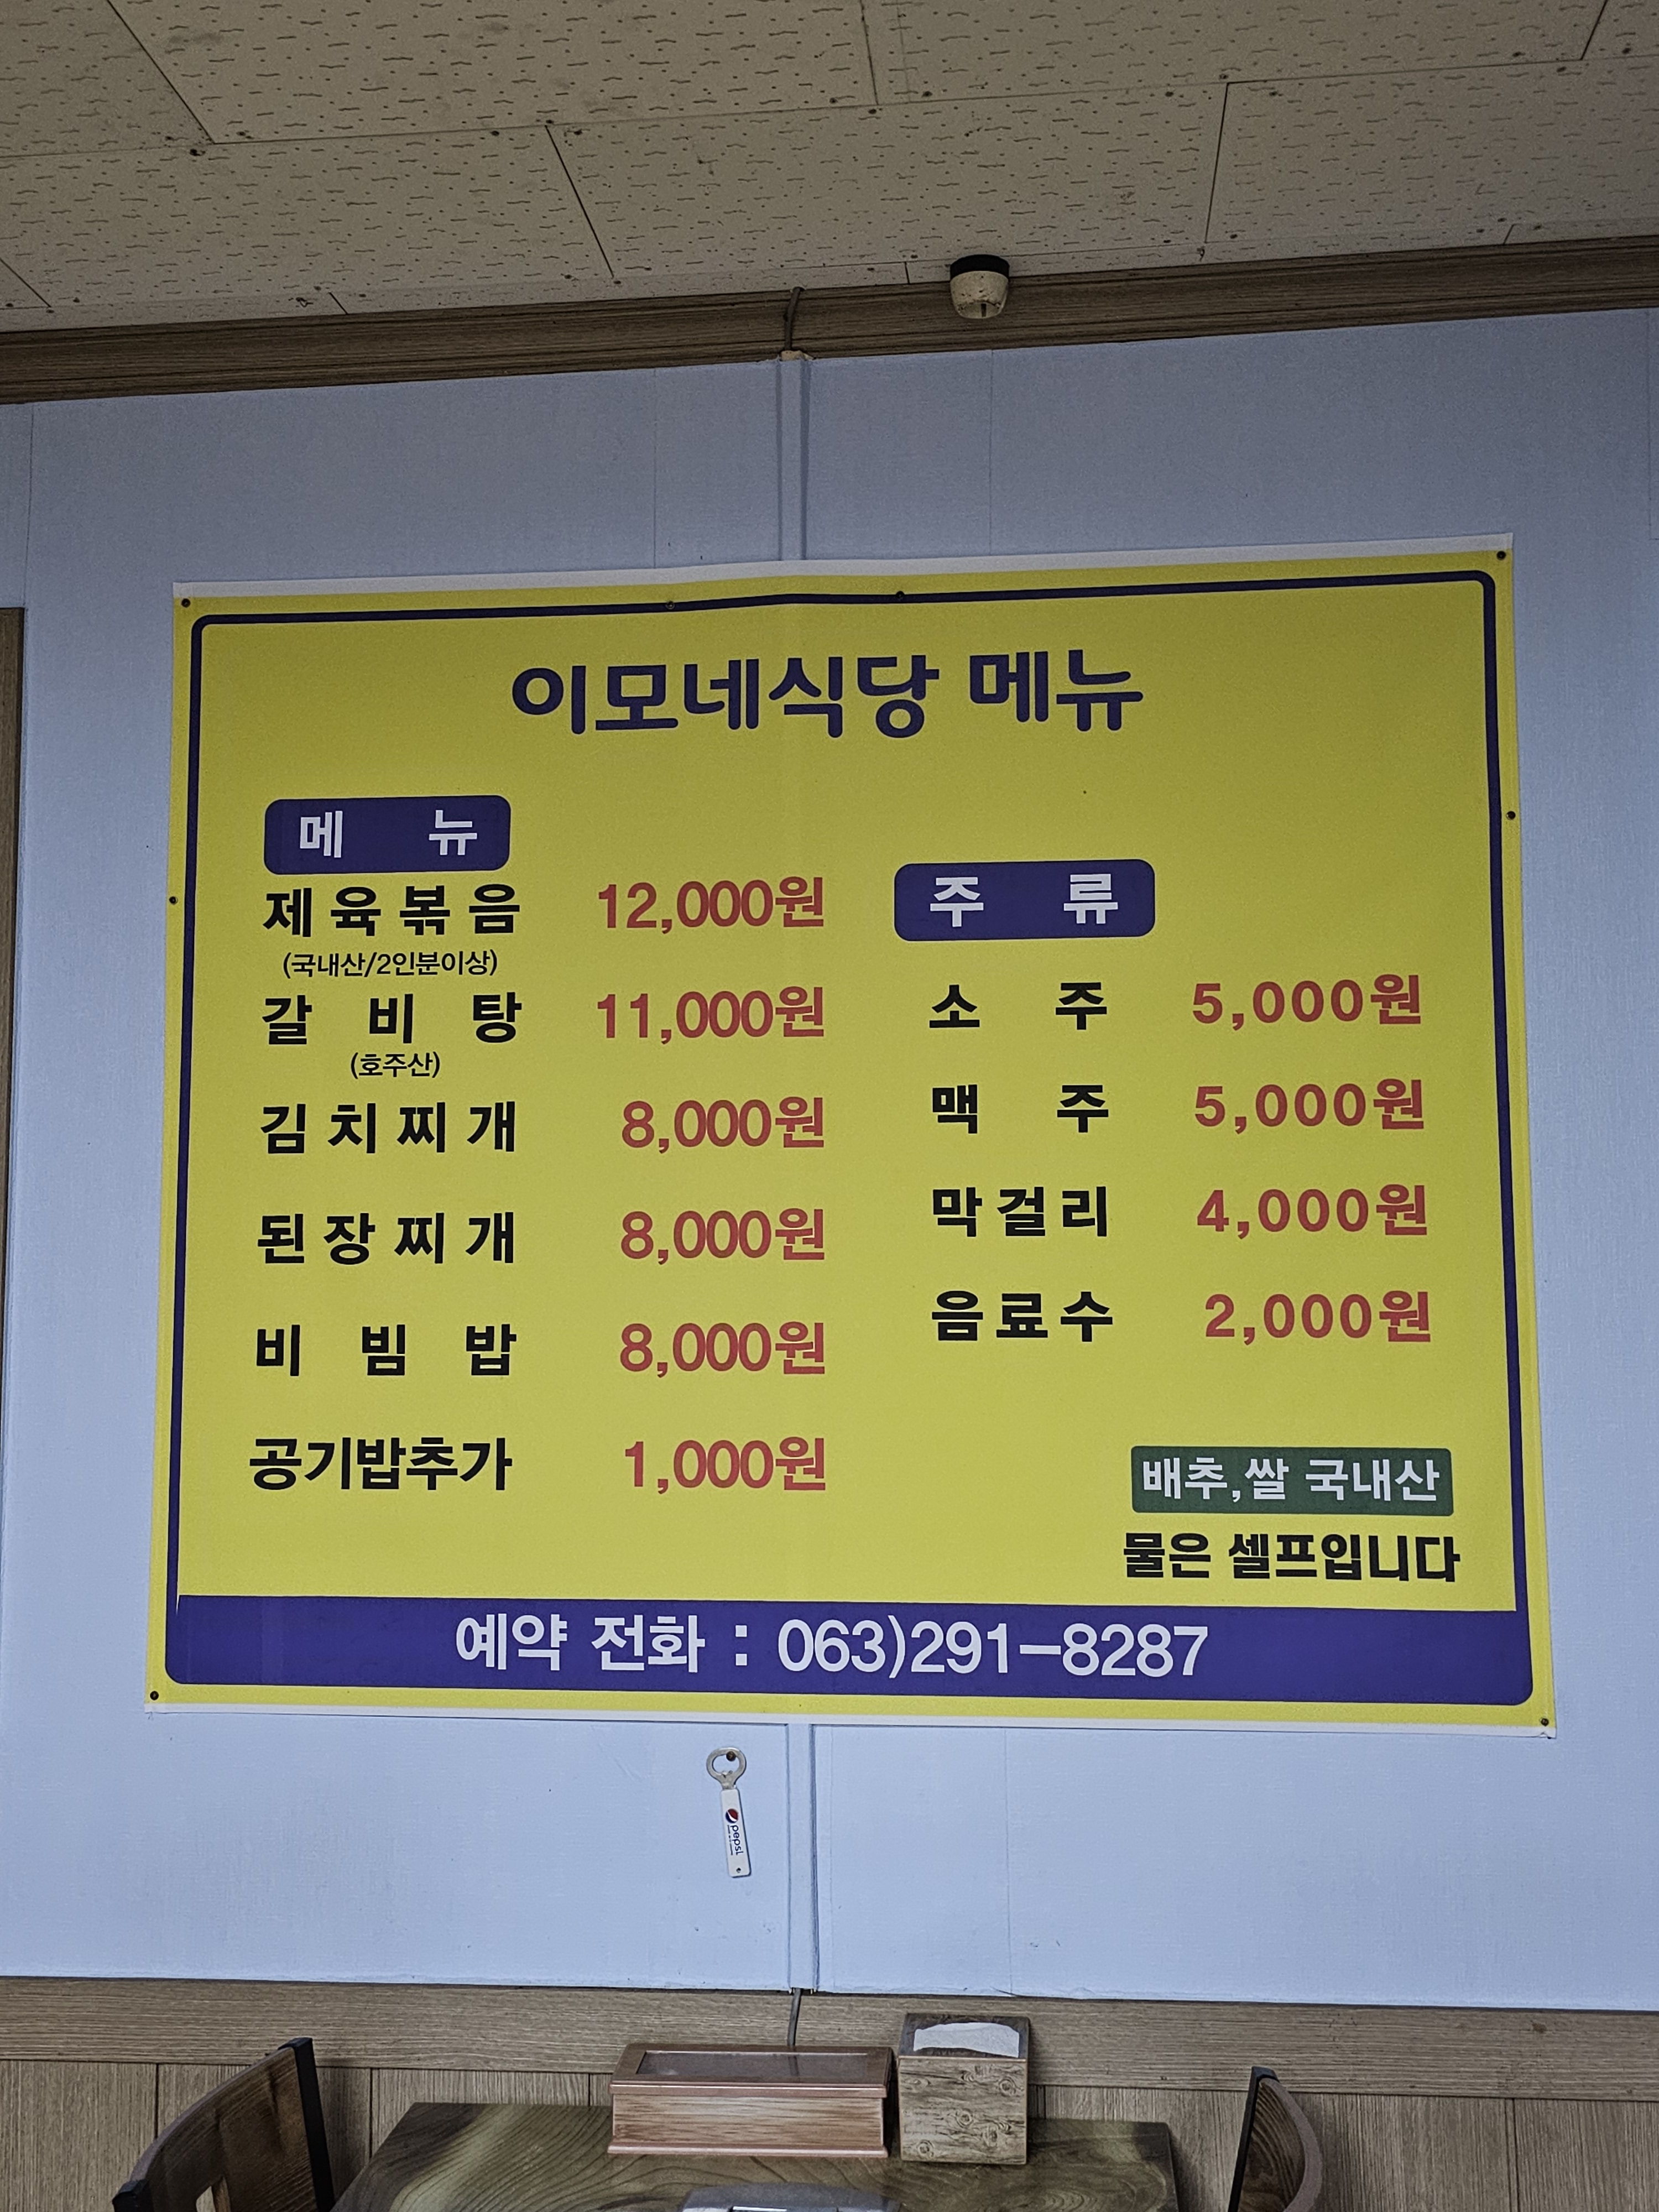 이모네식당 메뉴
메 뉴
제육볶음 12,000원
(국내산/2인분이상)
갈비탕 11,000원
(호주산)
김치찌개 8,000원
된장찌개 8,000원
비빔밥 8,000원
공기밥추가 1,000원
주 류
소 주 5,000원
맥 주 5,000원
막걸리 4,000원
음료수 2,000원
배추,쌀 국내산
물은 셀프입니다
예약 전화 : 063)291-8287
pepsi